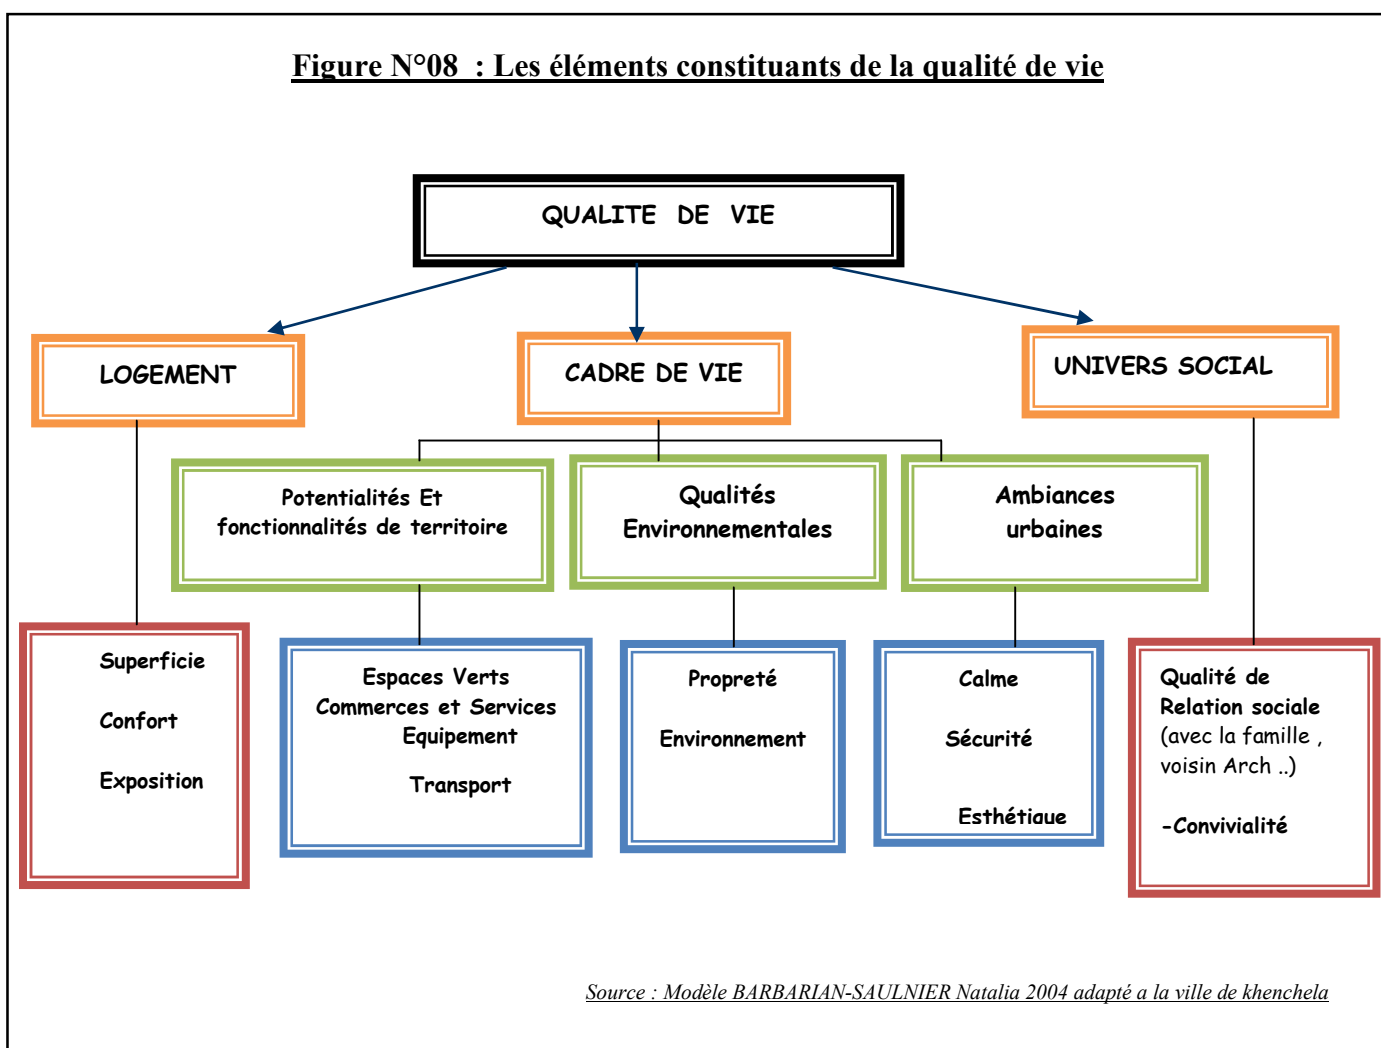 Figure N°08 : Les éléments constituants de la qualité de vie
QUALITE DE VIE
LOGEMENT
CADRE DE VIE
UNIVERS SOCIAL
Potentialités Et
fonctionnalités de territoire
Qualités
Environnementales
Ambiances
urbaines
Superficie
Confort
Exposition
Espaces Verts
Commerces et Services
Equipement
Transport
Propreté
Environnement
Calme
Sécurité
Esthétique
Qualité de
Relation sociale
(avec la famille ,
voisin Arch ..)
-Convivialité
Source : Modèle BARBARIAN-SAULNIER Natalia 2004 adapté a la ville de khenchela